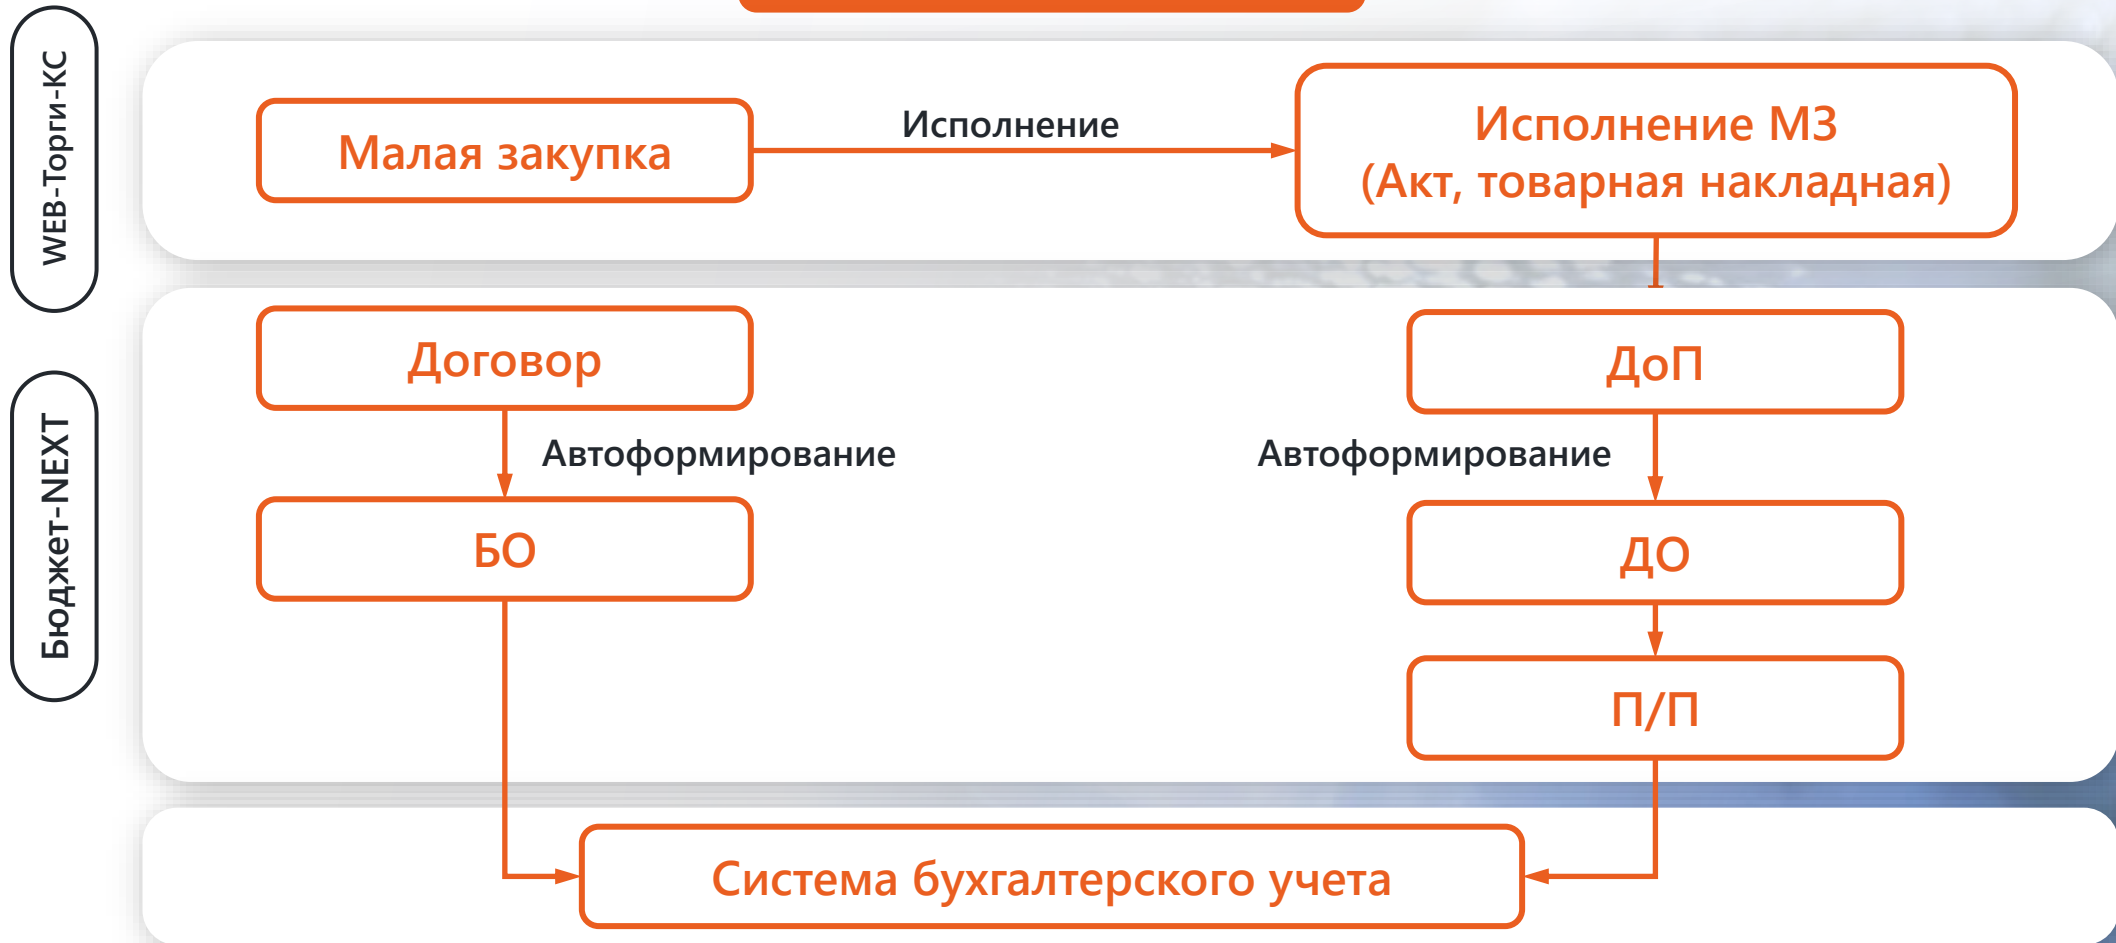 WEB-Торги-КС
Малая закупка
Исполнение
Исполнение МЗ
(Акт, товарная накладная)
Бюджет-NEXT
Договор
ДоП
Автоформирование
Автоформирование
БО
ДО
П/П
Система бухгалтерского учета